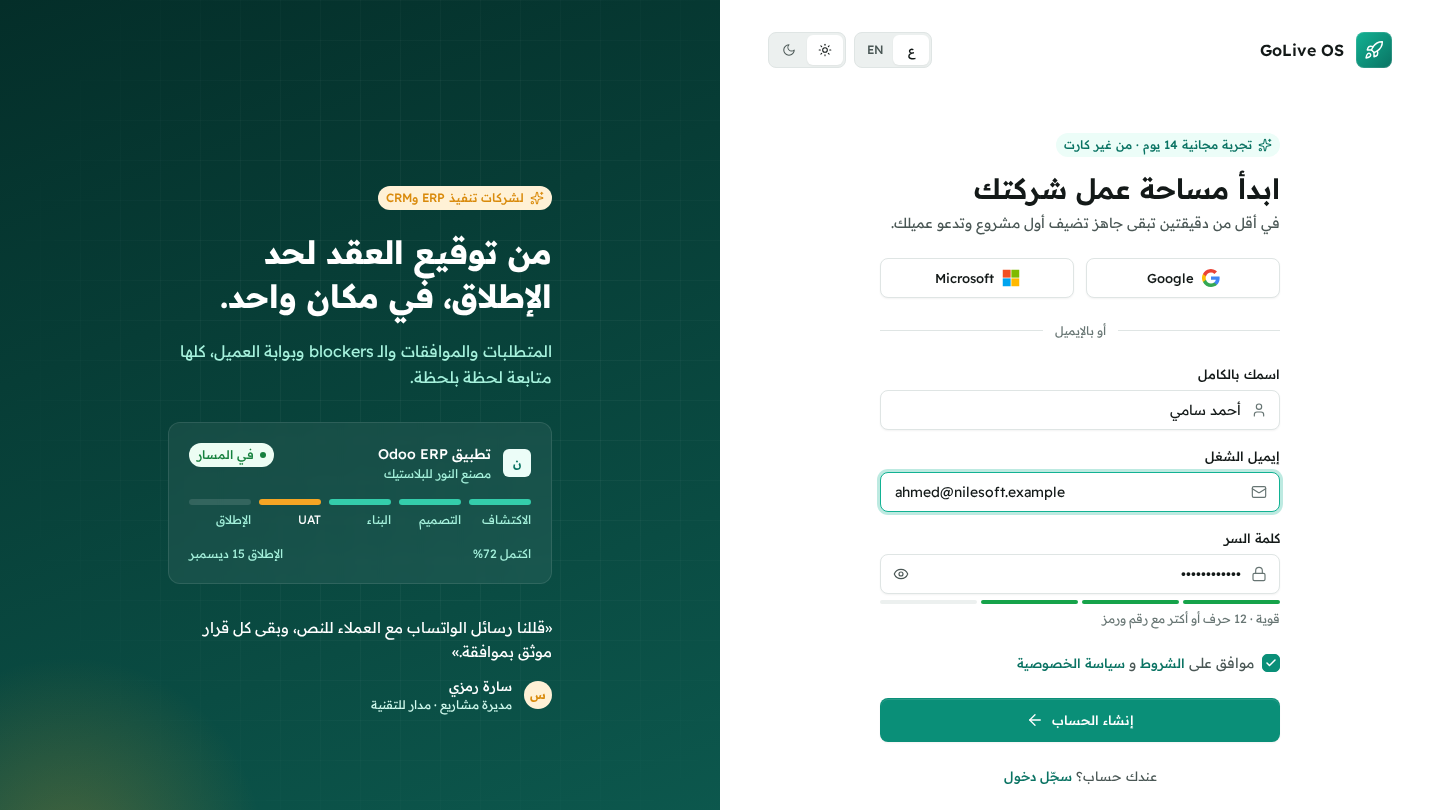 GoLive OS
ع
EN
تجربة مجانية 14 يوم · من غير كارت
ابدأ مساحة عمل شركتك
في أقل من دقيقتين تبقى جاهز تضيف أول مشروع وتدعو عميلك.
Google
Microsoft
أو بالإيميل
اسمك بالكامل
أحمد سامي
إيميل الشغل
ahmed@nilesoft.example
كلمة السر
••••••••••••
قوية · 12 حرف أو أكتر مع رقم ورمز
موافق على الشروط و سياسة الخصوصية
إنشاء الحساب
عندك حساب؟ سجّل دخول
لشركات تنفيذ ERP وCRM
من توقيع العقد لحد
الإطلاق، في مكان واحد.
المتطلبات والموافقات والـ blockers وبوابة العميل، كلها
متابعة لحظة بلحظة.
ن
تطبيق Odoo ERP
مصنع النور للبلاستيك
في المسار
الاكتشاف
التصميم
البناء
UAT
الإطلاق
اكتمل 72%
الإطلاق 15 ديسمبر
«قللنا رسائل الواتساب مع العملاء للنص، وبقى كل قرار
موثق بموافقة.»
س
سارة رمزي
مديرة مشاريع · مدار للتقنية